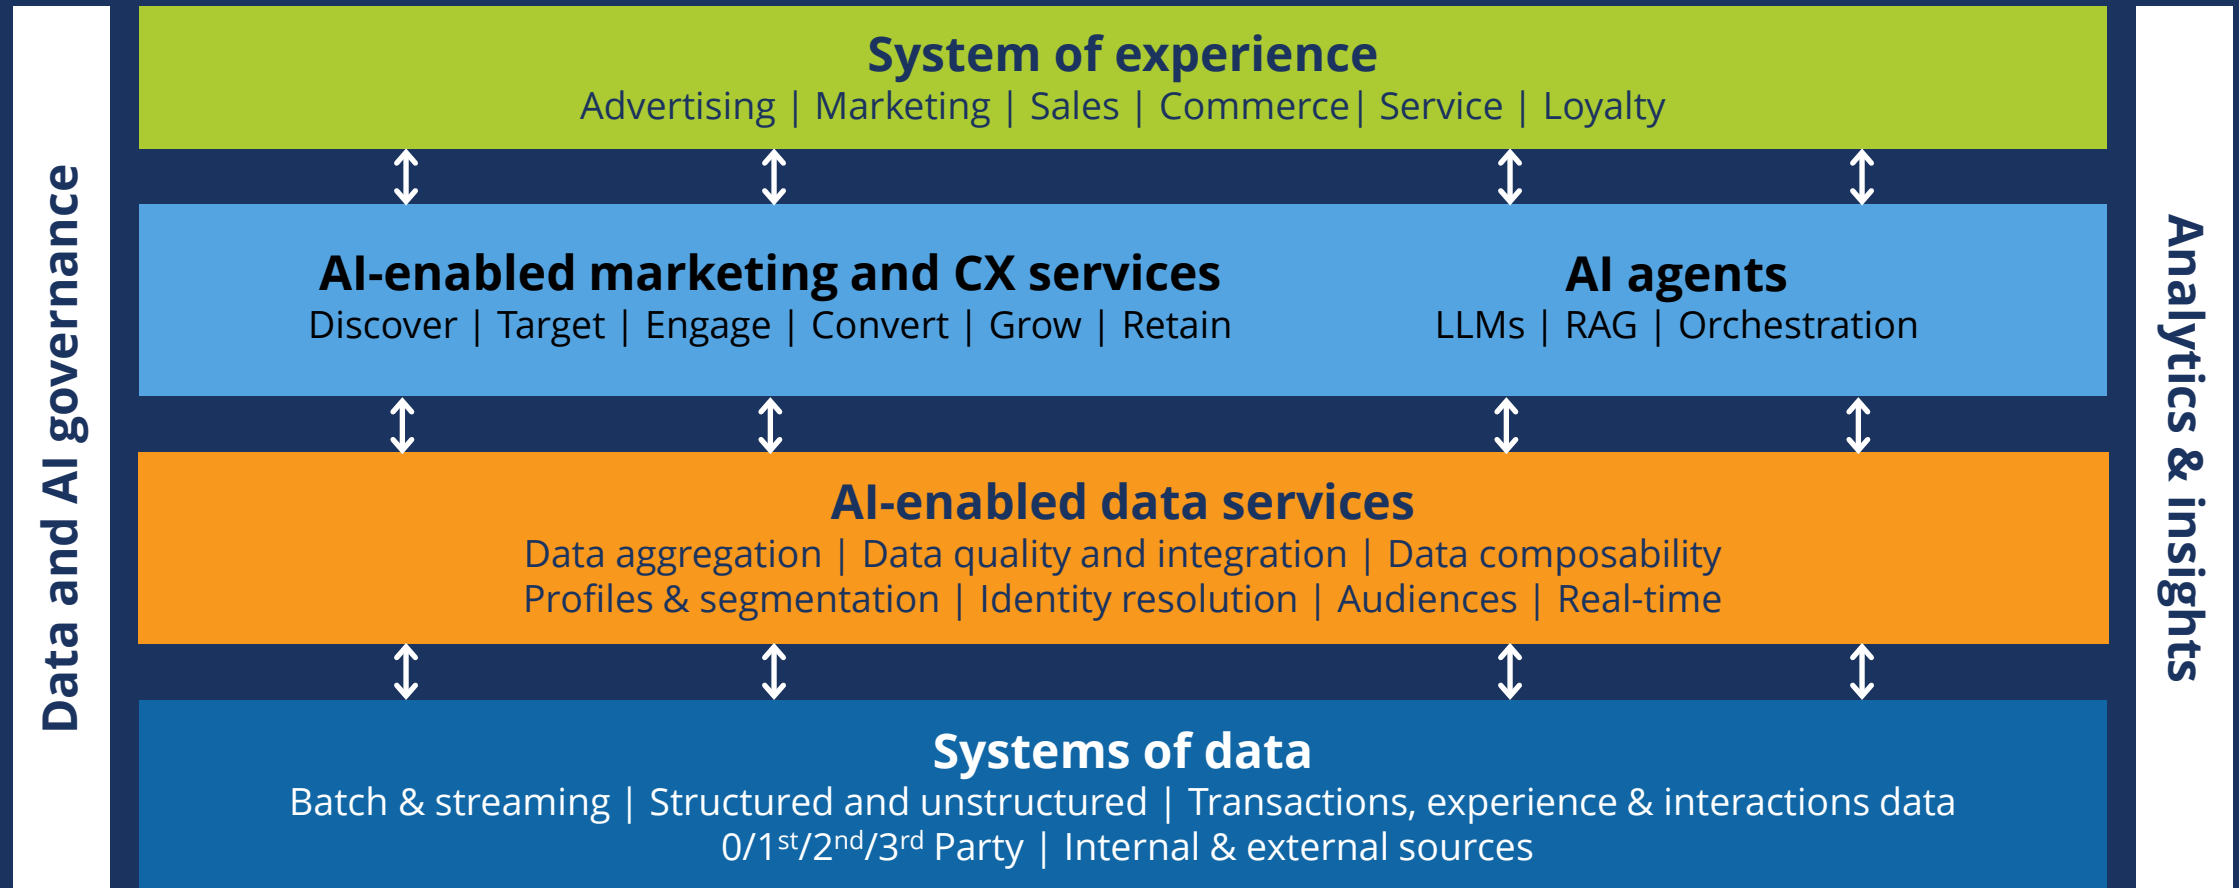 Data and AI governance
System of experience
Advertising | Marketing | Sales | Commerce| Service | Loyalty
AI-enabled marketing and CX services
Discover | Target | Engage | Convert | Grow | Retain
AI agents
LLMs | RAG | Orchestration
AI-enabled data services
Data aggregation | Data quality and integration | Data composability
Profiles & segmentation | Identity resolution | Audiences | Real-time
Systems of data
Batch & streaming | Structured and unstructured | Transactions, experience & interactions data
0/1st/2nd/3rd Party | Internal & external sources
Analytics & insights